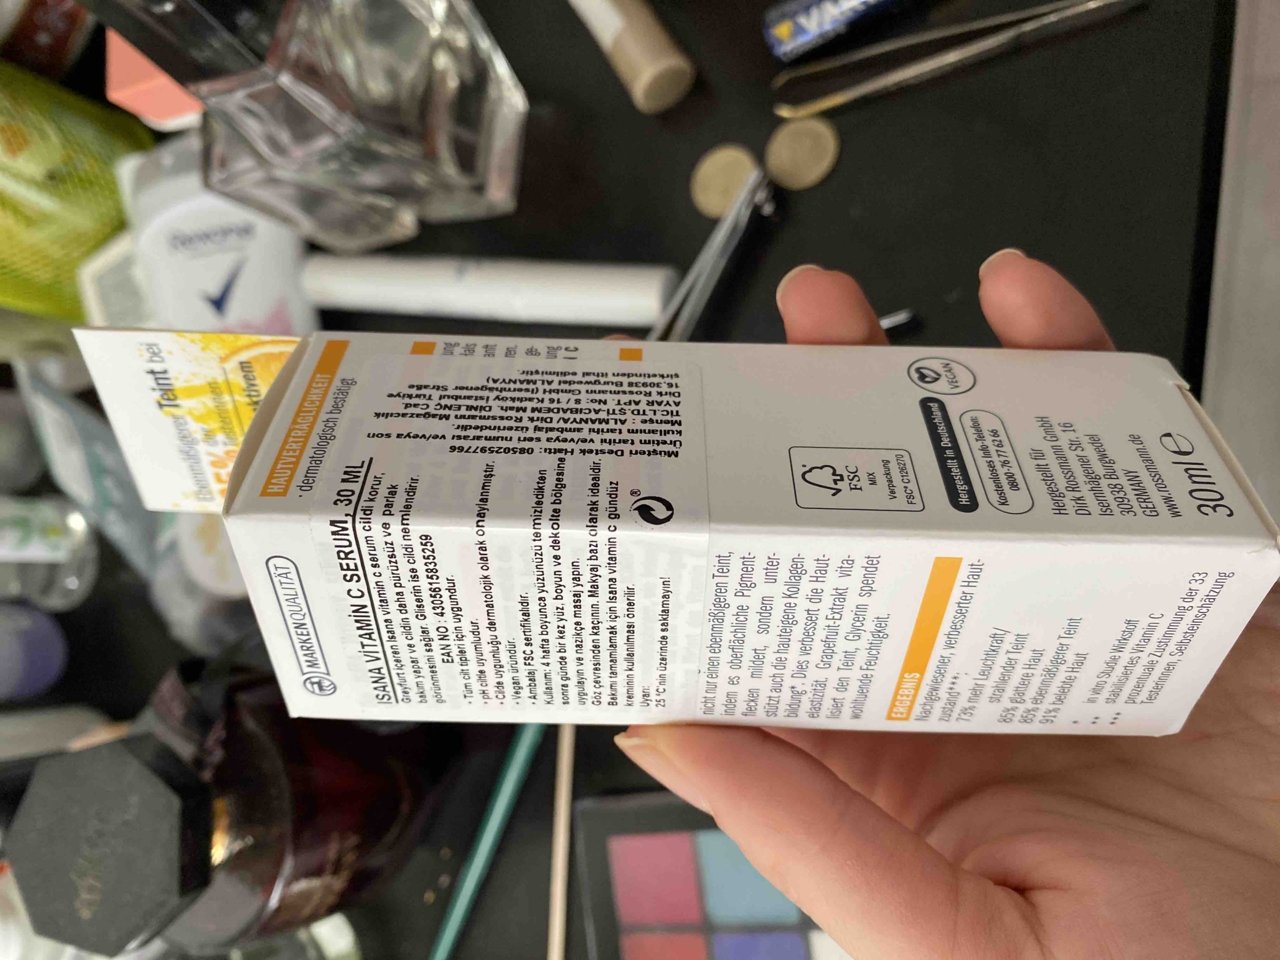 MARKENQUALITÄT
ISANA VİTAMİN C SERUM 30 ML
Greyfurt içeren Isana vitamin c serum cildi korur,
bakım yapar ve cildin daha pürüzsüz ve parlak
görünmesini sağlar. Gliserin ise cildi nemlendirir.
EAN NO : 4305615835259
• Tüm cilt tipleri için uygundur.
• pH ciltle uyumludur.
• Cilde uygunluğu dermatolojik olarak onaylanmıştır.
• Vegan üründür.
• Ambalaj FSC sertifikalıdır.
Kullanım: 4 hafta boyunca yüzünüzü temizledikten
sonra günde bir kez yüz, boyun ve dekolte bölgesine
uygulayın ve nazikçe masaj yapın.
Göz çevresinden kaçının. Makyaj bazı olarak idealdir.
Bakımı tamamlamak için Isana vitamin C gündüz
kreminin kullanılması önerilir.
Uyarı:
25 °C'nin üzerinde saklamayın!
nicht nur einen ebenmäßigeren Teint,
indem es oberflächliche Pigment-
flecken mildert, sondern unter-
stützt auch die hauteigene Kollagen-
bildung*. Dies verbessert die Haut-
elastizität. Grapefruit-Extrakt vita-
lisiert den Teint, Glycerin spendet
wohltuende Feuchtigkeit.
ERGEBNIS
Nachgewiesener, verbesserter Haut-
zustand***:
73% mehr Leuchtkraft/
strahlender Teint
85% glattere Haut
85% ebenmäßigerer Teint
91% belebte Haut
* in vitro Studie Wirkstoff
** stabilisiertes Vitamin C
*** prozentuale Zustimmung der 33
Testerinnen, Selbsteinschätzung
HAUTVERTRÄGLICHKEIT
• dermatologisch bestätigt
Müşteri Destek Hattı: 08502597766
Üretim tarihi ve/veya seri numarası ve/veya son
kullanım tarihi ambalaj üzerindedir.
Menşe : ALMANYA/ Dirk Rossmann Magazacılık
TIC.LTD.ŞTİ-ACIBADEM Mah. DİNLENÇ Cad.
AYAR APT. No: 8 / 16 Kadıköy İstanbul Türkiye
Dirk Rossmann GmbH (Isernhagener Straße
16,30938 Burgwedel ALMANYA)
şirketinden ithal edilmiştir.
FSC
MIX
Verpackung
FSC® C126270
Hergestellt in Deutschland
VEGAN
Kostenloses Info-Telefon:
0800-76 77 62 66
Hergestellt für
Dirk Rossmann GmbH
Isernhägener Str. 16
30938 Burgwedel
GERMANY
www.rossmann.de
30ml e
Teint bei
aktivem
Rexona
VARTA